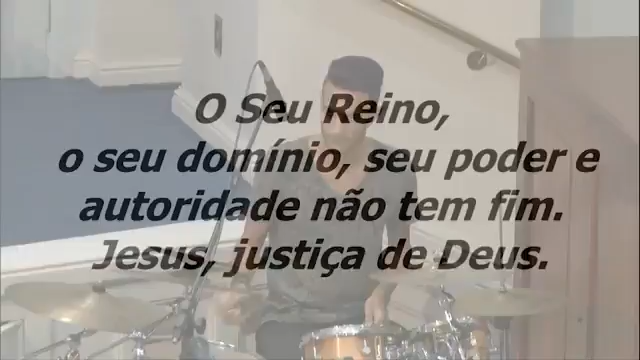 O Seu Reino,
o seu domínio, seu poder e
autoridade não tem fim.
Jesus, justiça de Deus.